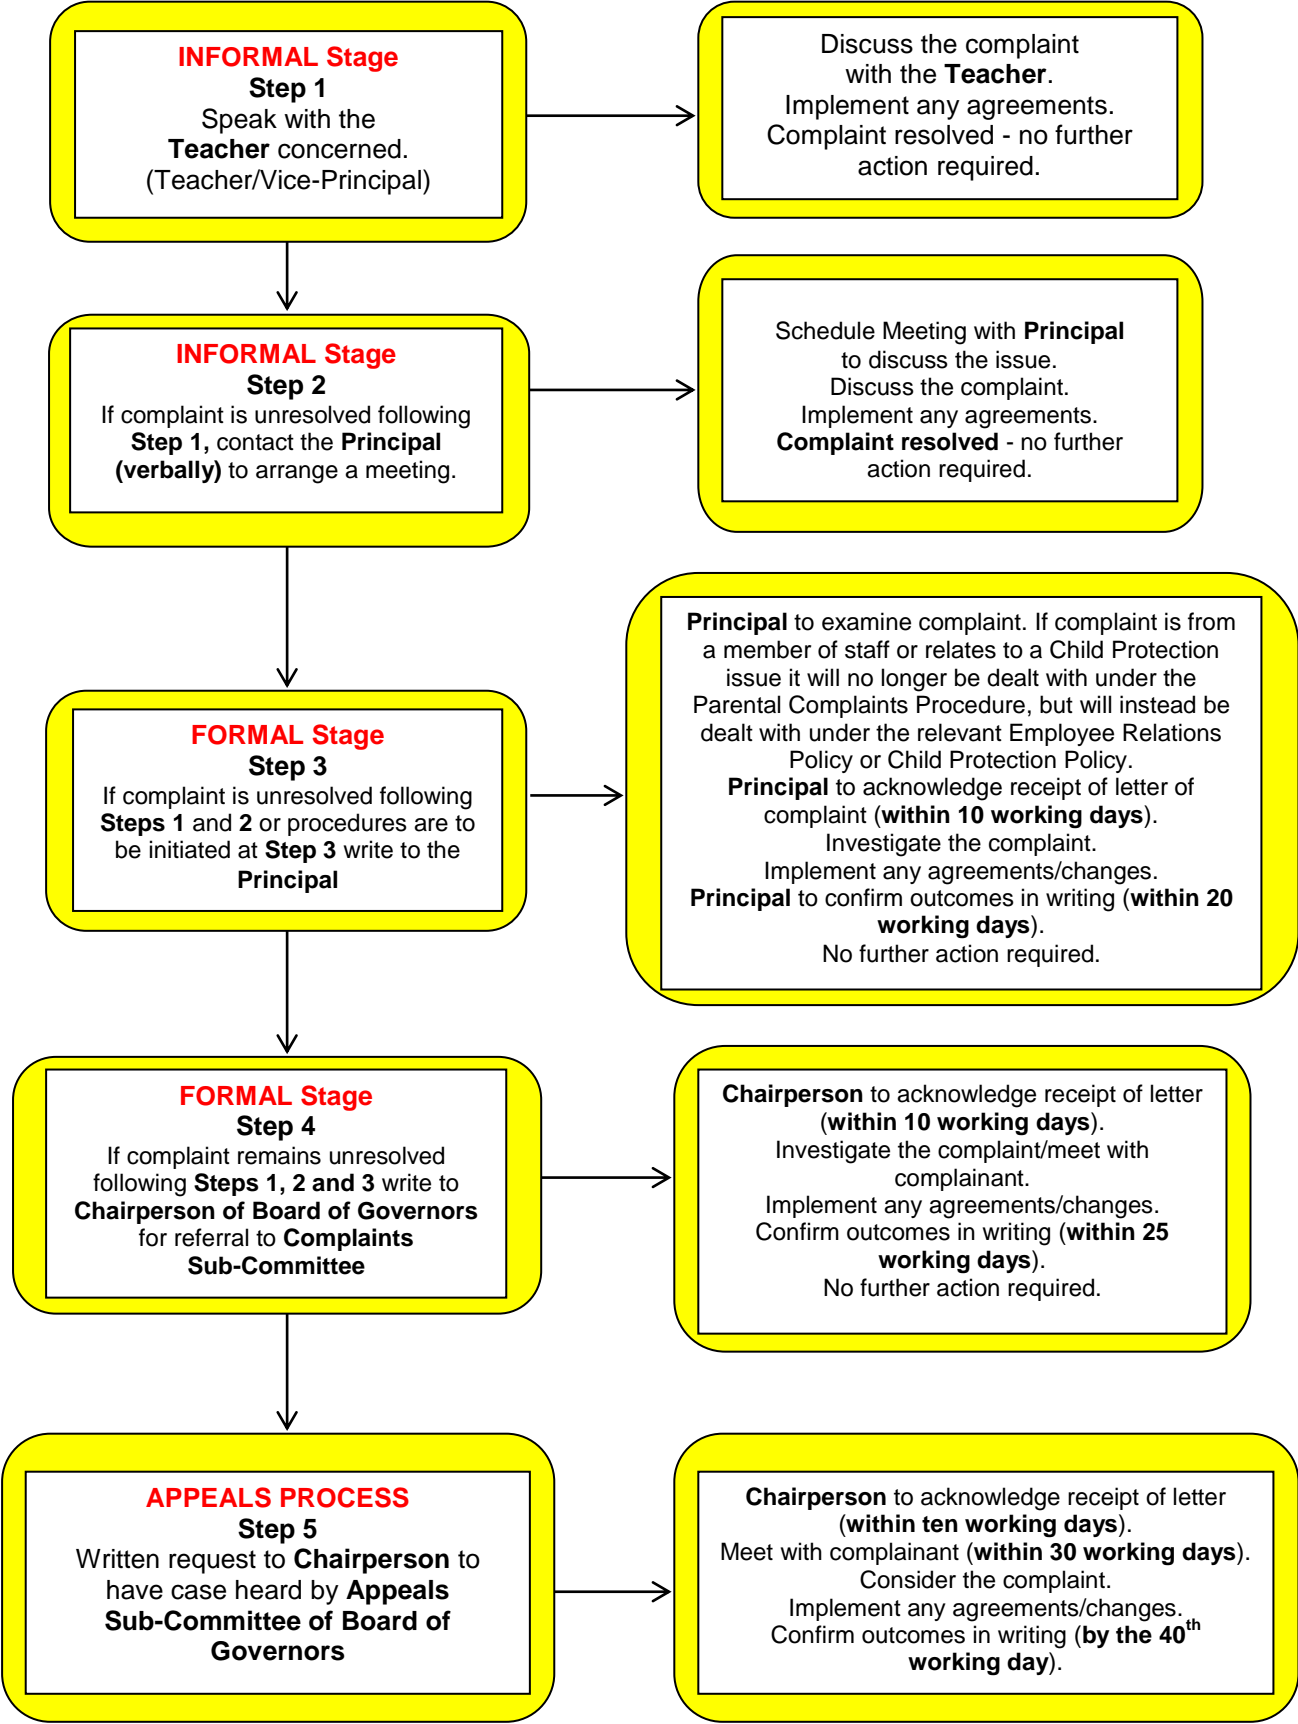 INFORMAL Stage
Step 1
Speak with the
Teacher concerned.
(Teacher/Vice-Principal)
Discuss the complaint
with the Teacher.
Implement any agreements.
Complaint resolved - no further
action required.
INFORMAL Stage
Step 2
If complaint is unresolved following
Step 1, contact the Principal
(verbally) to arrange a meeting.
Schedule Meeting with Principal
to discuss the issue.
Discuss the complaint.
Implement any agreements.
Complaint resolved - no further
action required.
FORMAL Stage
Step 3
If complaint is unresolved following
Steps 1 and 2 or procedures are to
be initiated at Step 3 write to the
Principal
Principal to examine complaint. If complaint is from
a member of staff or relates to a Child Protection
issue it will no longer be dealt with under the
Parental Complaints Procedure, but will instead be
dealt with under the relevant Employee Relations
Policy or Child Protection Policy.
Principal to acknowledge receipt of letter of
complaint (within 10 working days).
Investigate the complaint.
Implement any agreements/changes.
Principal to confirm outcomes in writing (within 20
working days).
No further action required.
FORMAL Stage
Step 4
If complaint remains unresolved
following Steps 1, 2 and 3 write to
Chairperson of Board of Governors
for referral to Complaints
Sub-Committee
Chairperson to acknowledge receipt of letter
(within 10 working days).
Investigate the complaint/meet with
complainant.
Implement any agreements/changes.
Confirm outcomes in writing (within 25
working days).
No further action required.
APPEALS PROCESS
Step 5
Written request to Chairperson to
have case heard by Appeals
Sub-Committee of Board of
Governors
Chairperson to acknowledge receipt of letter
(within ten working days).
Meet with complainant (within 30 working days).
Consider the complaint.
Implement any agreements/changes.
Confirm outcomes in writing (by the 40th
working day).